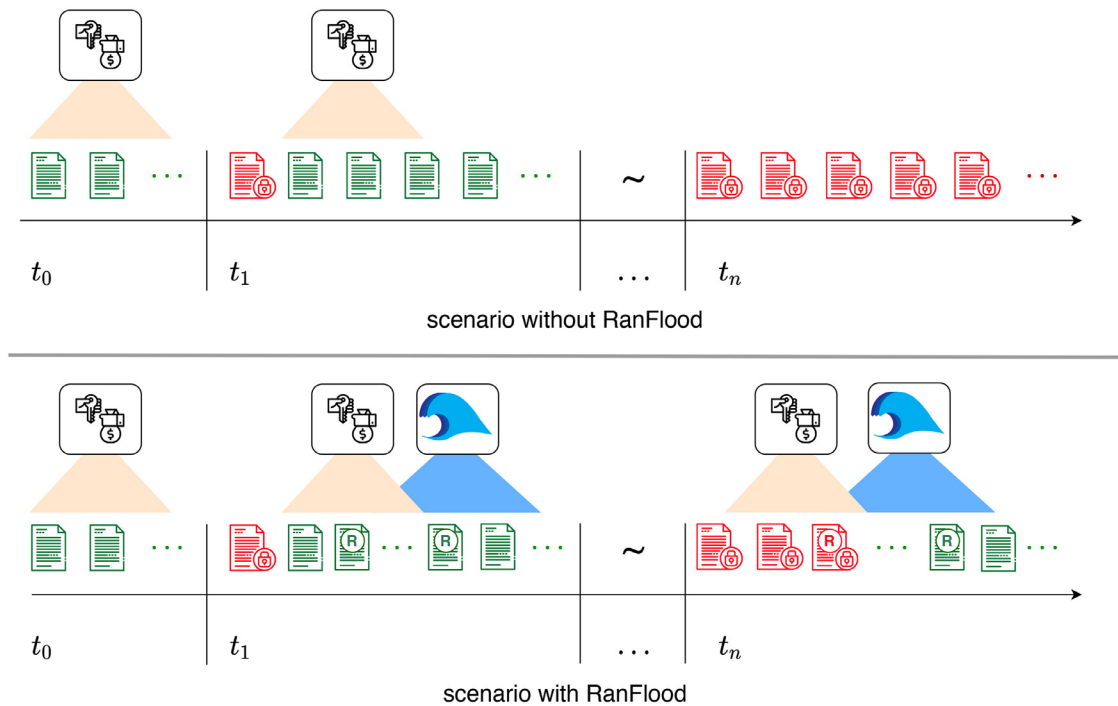 $ $
... ... ~ ...
t0 t1 ... tn
scenario without RanFlood
$ $ $
... R ... R ... ~ R ... R ...
t0 t1 ... tn
scenario with RanFlood